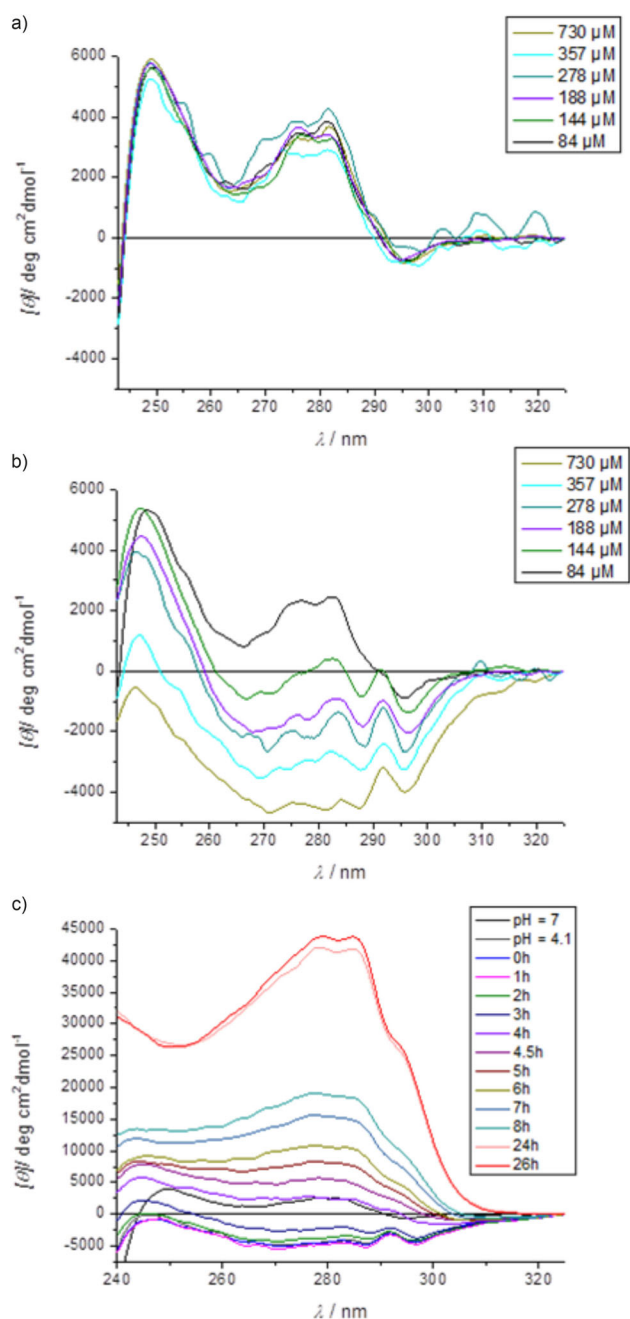 a)
730 µM
357 µM
278 µM
188 µM
144 µM
84 µM
6000
4000
2000
0
-2000
-4000
[θ]/ deg cm²dmol⁻¹
250 260 270 280 290 300 310 320
λ / nm
b)
730 µM
357 µM
278 µM
188 µM
144 µM
84 µM
6000
4000
2000
0
-2000
-4000
[θ]/ deg cm²dmol⁻¹
250 260 270 280 290 300 310 320
λ / nm
c)
pH = 7
pH = 4.1
0h
1h
2h
3h
4h
4.5h
5h
6h
7h
8h
24h
26h
45000
40000
35000
30000
25000
20000
15000
10000
5000
0
-5000
[θ]/ deg cm²dmol⁻¹
240 260 280 300 320
λ / nm